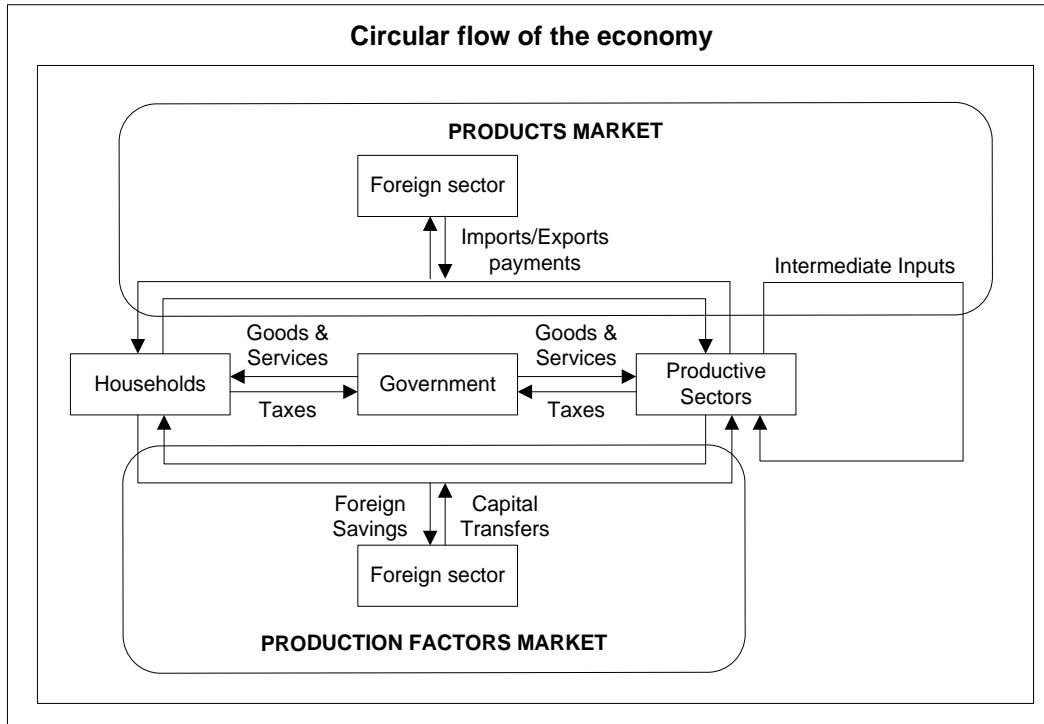 Circular flow of the economy
PRODUCTS MARKET
Foreign sector
Imports/Exports
payments
Intermediate Inputs
Goods &
Services
Goods &
Services
Households
Government
Productive
Sectors
Taxes
Taxes
Foreign
Savings
Capital
Transfers
Foreign sector
PRODUCTION FACTORS MARKET